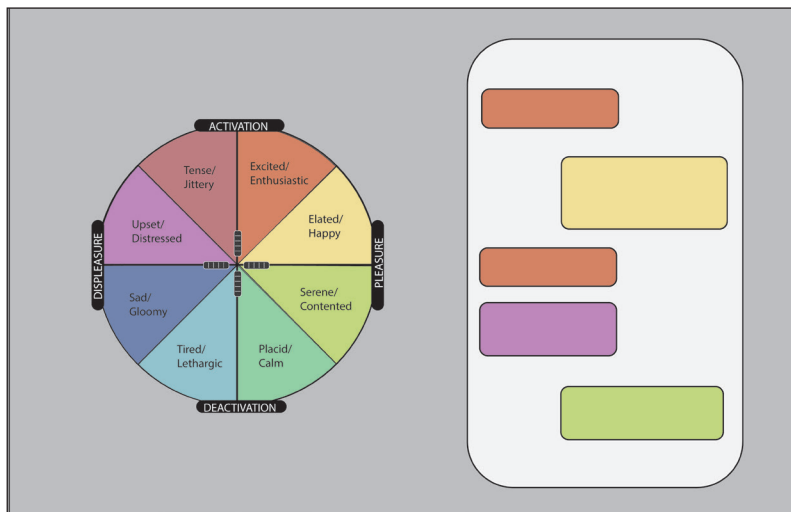 ACTIVATION
Tense/
Jittery
Excited/
Enthusiastic
Upset/
Distressed
Elated/
Happy
DISPLEASURE
PLEASURE
Sad/
Gloomy
Serene/
Contented
Tired/
Lethargic
Placid/
Calm
DEACTIVATION